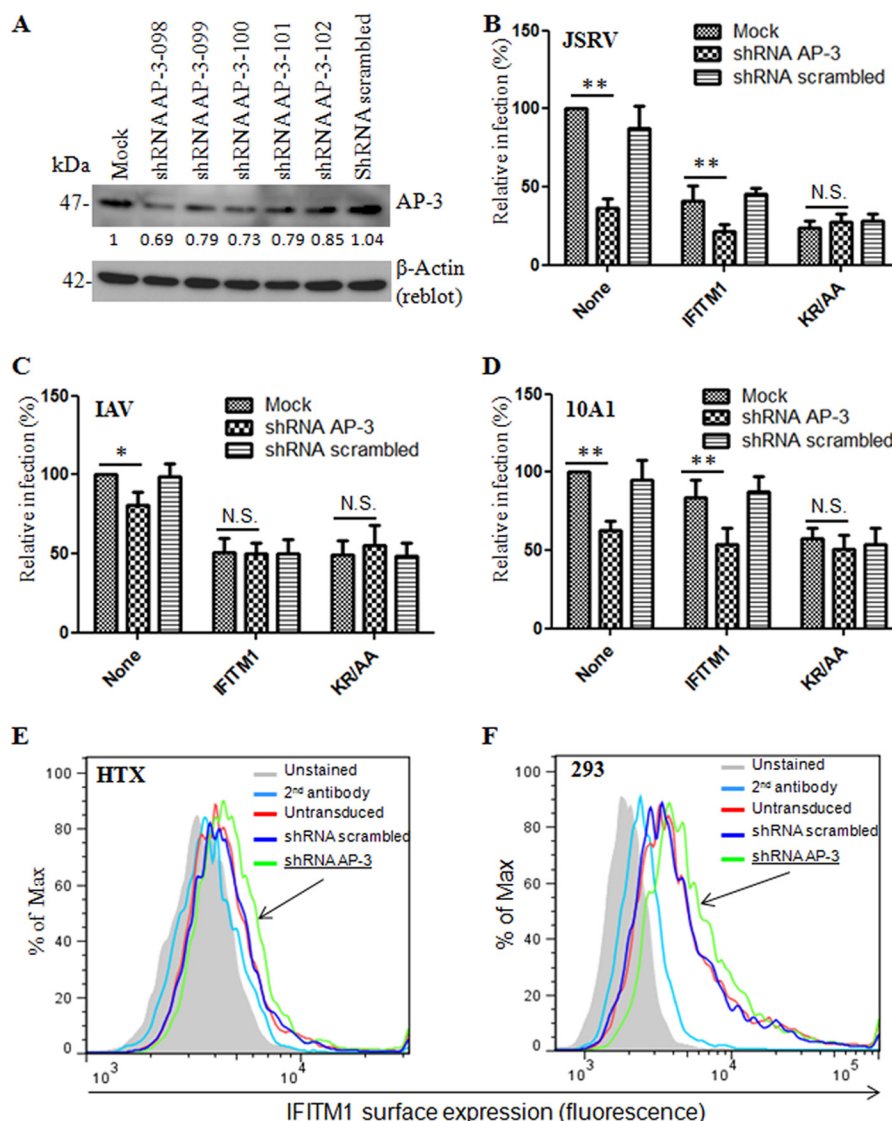 A
kDa
Mock
shRNA AP-3-098
shRNA AP-3-099
shRNA AP-3-100
shRNA AP-3-101
shRNA AP-3-102
ShRNA scrambled
47-
AP-3
1 0.69 0.79 0.73 0.79 0.85 1.04
42-
β-Actin
(reblot)
B
JSRV
Mock
shRNA AP-3
shRNA scrambled
Relative infection (%)
150
100
50
0
**
**
N.S.
None
IFITM1
KR/AA
C
IAV
Mock
shRNA AP-3
shRNA scrambled
Relative infection (%)
150
100
50
0
*
N.S.
N.S.
None
IFITM1
KR/AA
D
10A1
Mock
shRNA AP-3
shRNA scrambled
Relative infection (%)
150
100
50
0
**
**
N.S.
None
IFITM1
KR/AA
E
HTX
Unstained
2nd antibody
Untransduced
shRNA scrambled
shRNA AP-3
% of Max
100
80
60
40
20
0
10³
10⁴
F
293
Unstained
2nd antibody
Untransduced
shRNA scrambled
shRNA AP-3
% of Max
100
80
60
40
20
0
10³
10⁴
10⁵
IFITM1 surface expression (fluorescence)